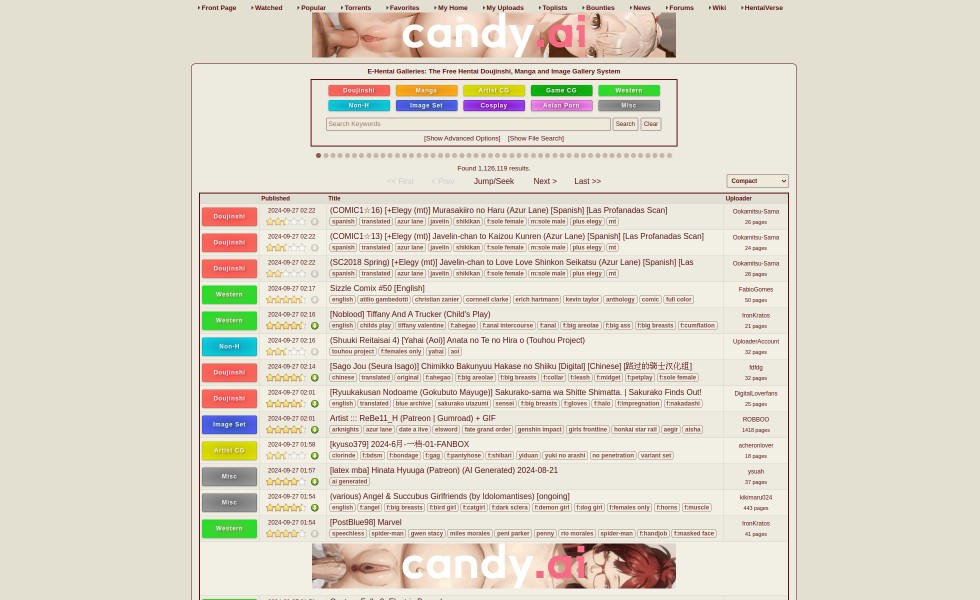 Front Page Watched Popular Torrents Favorites My Home My Uploads Toplists Bounties News Forums Wiki HentaiVerse
candy.ai
E-Hentai Galleries: The Free Hentai Doujinshi, Manga and Image Gallery System
Doujinshi Manga Artist CG Game CG Western
Non-H Image Set Cosplay Asian Porn Misc
Search Keywords Search Clear
[Show Advanced Options] [Show File Search]
Found 1,126,119 results.
<< First < Prev Jump/Seek Next > Last >> Compact
Published Title Uploader
Doujinshi 2024-09-27 02:22 (COMIC1☆16) [+Elegy (mt)] Murasakiiro no Haru (Azur Lane) [Spanish] [Las Profanadas Scan] Ookamitsu-Sama
spanish translated azur lane javelin shikikan f:sole female m:sole male plus elegy mt 26 pages
Doujinshi 2024-09-27 02:22 (COMIC1☆13) [+Elegy (mt)] Javelin-chan to Kaizou Kunren (Azur Lane) [Spanish] [Las Profanadas Scan] Ookamitsu-Sama
spanish translated azur lane javelin shikikan f:sole female m:sole male plus elegy mt 24 pages
Doujinshi 2024-09-27 02:22 (SC2018 Spring) [+Elegy (mt)] Javelin-chan to Love Love Shinkon Seikatsu (Azur Lane) [Spanish] [Las Ookamitsu-Sama
spanish translated azur lane javelin shikikan f:sole female m:sole male plus elegy mt 28 pages
Western 2024-09-27 02:17 Sizzle Comix #50 [English] FabioGomes
english atilio gambedotti christian zanier cornnell clarke erich hartmann kevin taylor anthology comic full color 50 pages
Western 2024-09-27 02:16 [Noblood] Tiffany And A Trucker (Child's Play) IronKratos
english childs play tiffany valentine f:ahegao f:anal intercourse f:anal f:big areolae f:big ass f:big breasts f:cumflation 21 pages
Non-H 2024-09-27 02:16 (Shuuki Reitaisai 4) [Yahai (Aoi)] Anata no Te no Hira o (Touhou Project) UploaderAccount
touhou project f:females only yahai aoi 32 pages
Doujinshi 2024-09-27 02:14 [Sago Jou (Seura Isago)] Chimikko Bakunyuu Hakase no Shiiku [Digital] [Chinese] [路过的骑士汉化组] fdfdg
chinese translated original f:ahegao f:big areolae f:big breasts f:collar f:leash f:midget f:petplay f:sole female 32 pages
Doujinshi 2024-09-27 02:01 [Ryuukakusan Nodoame (Gokubuto Mayuge)] Sakurako-sama wa Shitte Shimatta. | Sakurako Finds Out! DigitalLoverfans
english translated blue archive sakurako utazumi sensei f:big breasts f:gloves f:halo f:impregnation f:nakadashi 25 pages
Image Set 2024-09-27 02:01 Artist ::: ReBe11_H (Patreon | Gumroad) + GIF ROBBOO
arknights azur lane date a live elsword fate grand order genshin impact girls frontline honkai star rail aegir aisha 1418 pages
Artist CG 2024-09-27 01:58 [kyuso379] 2024-6月-一档-01-FANBOX acheronlover
clorinde f:bdsm f:bondage f:gag f:pantyhose f:shibari yiduan yuki no arashi no penetration variant set 18 pages
Misc 2024-09-27 01:57 [latex mba] Hinata Hyuuga (Patreon) (AI Generated) 2024-08-21 ysuah
ai generated 37 pages
Misc 2024-09-27 01:54 (various) Angel & Succubus Girlfriends (by Idolomantises) [ongoing] kikimaru024
english f:angel f:big breasts f:bird girl f:catgirl f:dark sclera f:demon girl f:dog girl f:females only f:horns f:muscle 443 pages
Western 2024-09-27 01:54 [PostBlue98] Marvel IronKratos
speechless spider-man gwen stacy miles morales peni parker penny rio morales spider-man f:handjob f:masked face 41 pages
candy.ai